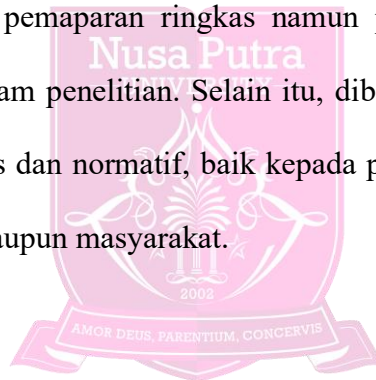 pemaparan ringkas namun
Nusa Putra
UNIVERSITY
am penelitian. Selain itu, dib
s dan normatif, baik kepada p
aupun masyarakat.
2002
AMOR DEUS, PARENTIUM, CONCERVIS